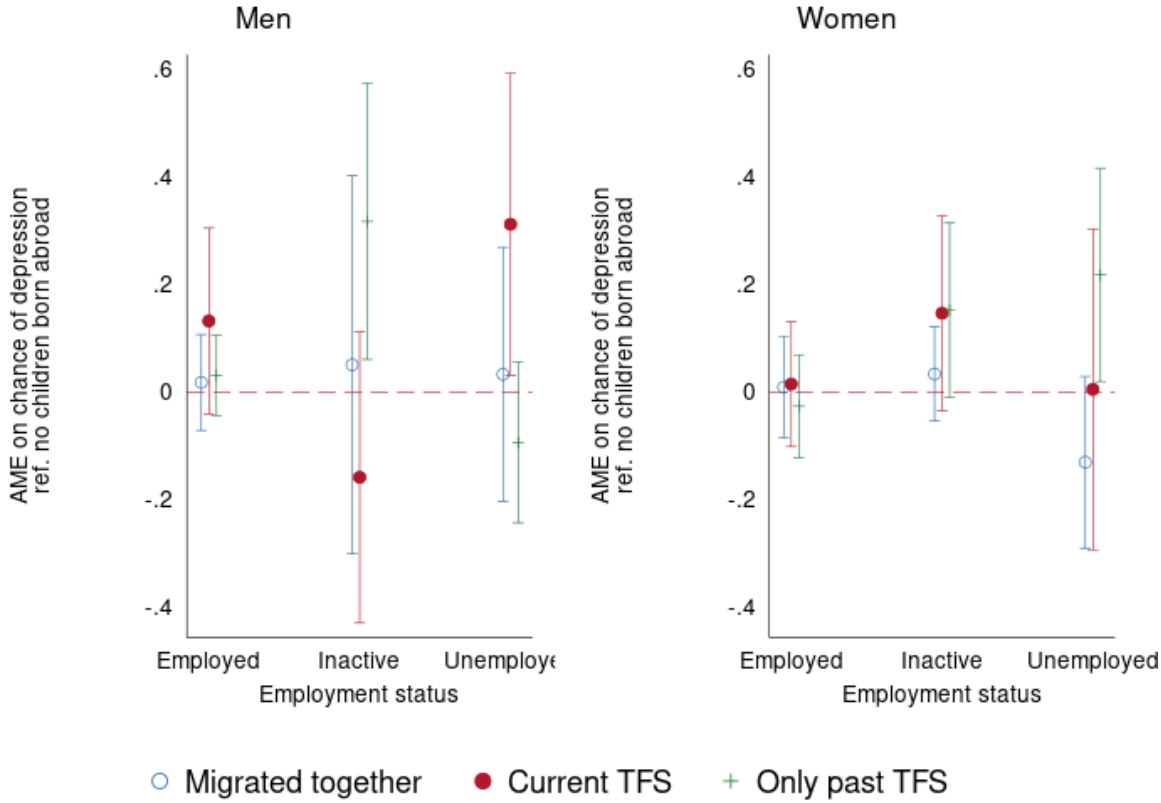 Men
AME on chance of depression
ref. no children born abroad
.6
.4
.2
0
-.2
-.4
Employed Inactive Unemploye
Employment status
Women
AME on chance of depression
ref. no children born abroad
.6
.4
.2
0
-.2
-.4
Employed Inactive Unemployed
Employment status
Migrated together Current TFS Only past TFS